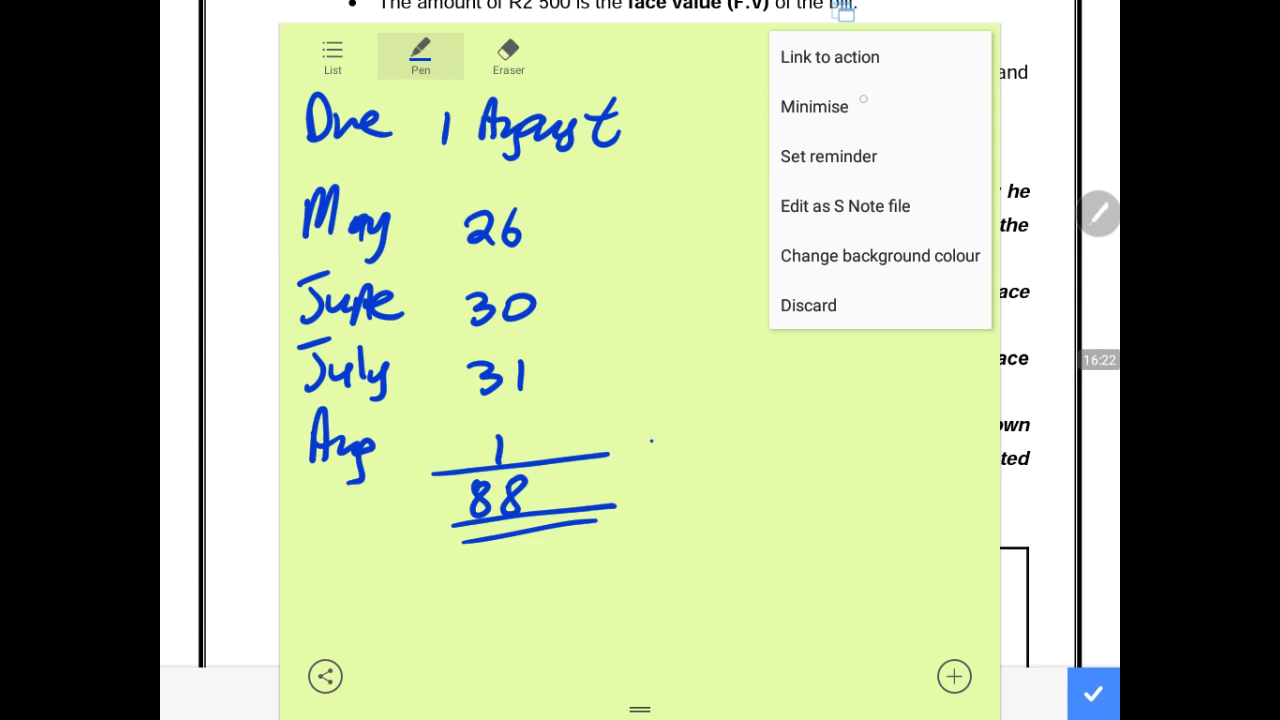 The amount of R2 500 is the face value (F.V) of the bill.
List
Pen
Eraser
Link to action
Minimise
Set reminder
Edit as S Note file
Change background colour
Discard
Due 1 August
May 26
June 30
July 31
Aug 1
88
and
he
the
ace
ace
own
ted
16:22